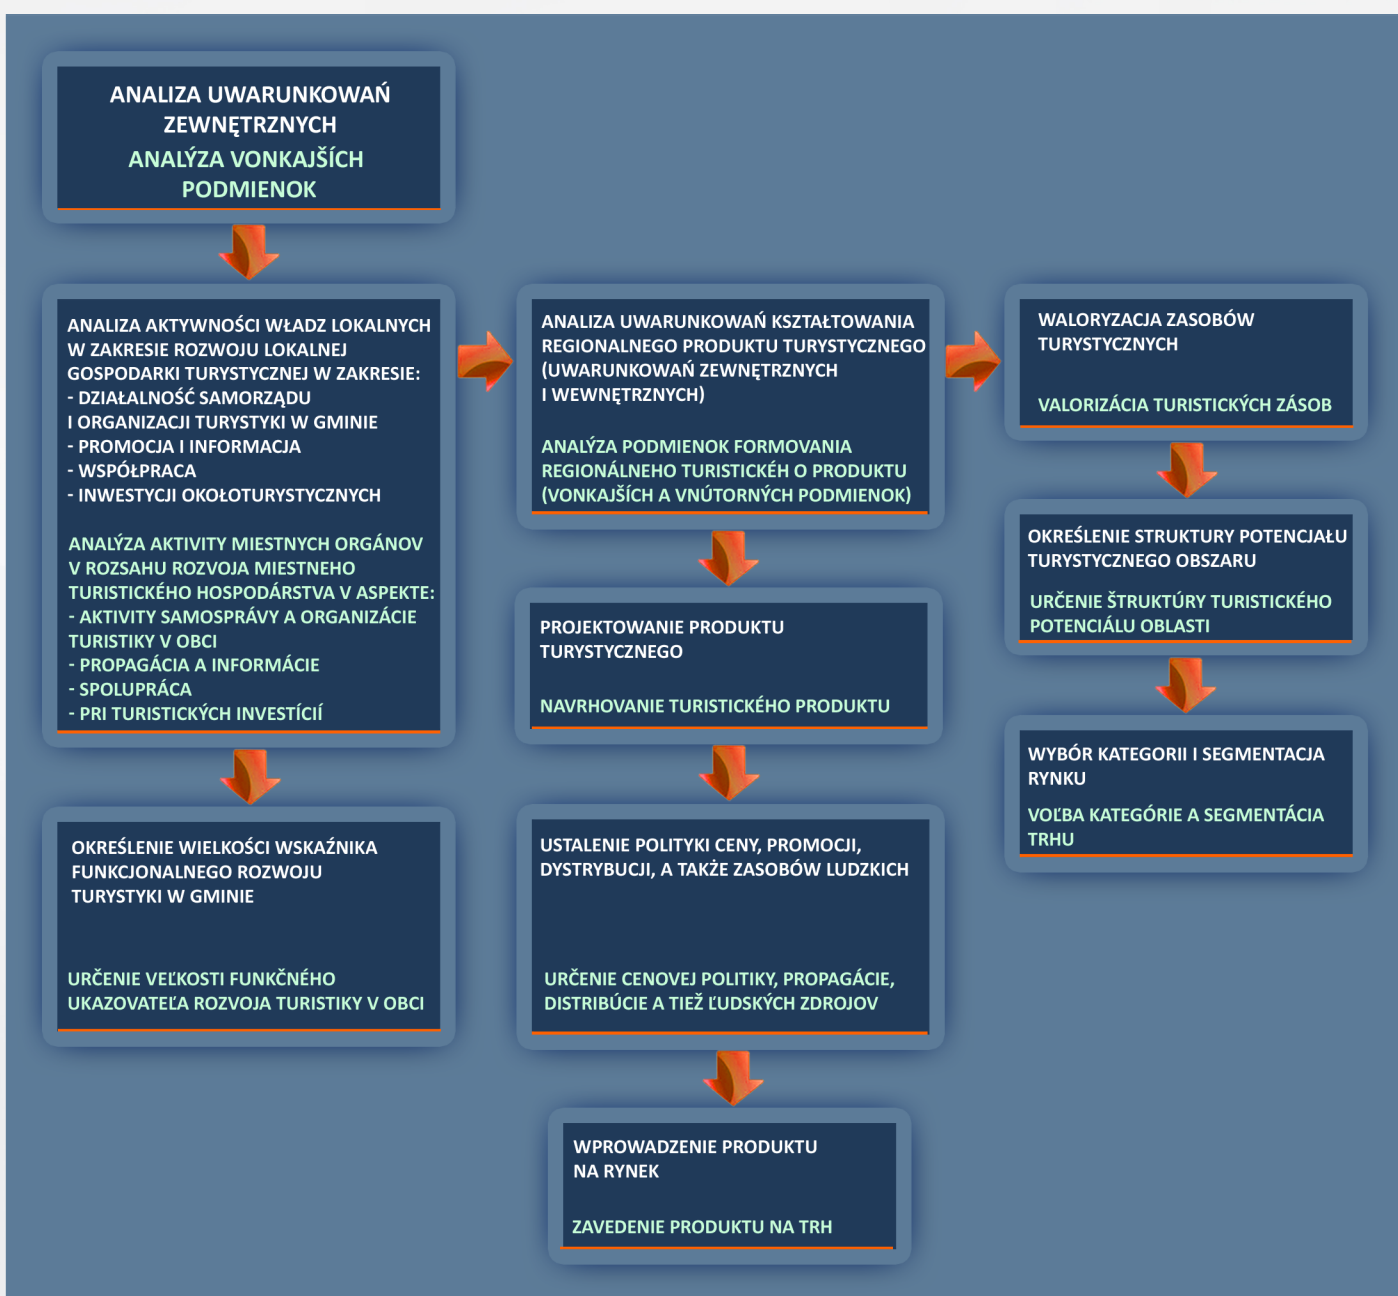 ANALIZA UWARUNKOWAŃ
ZEWNĘTRZNYCH
ANALÝZA VONKAJŠÍCH
PODMIENOK
ANALIZA AKTYWNOŚCI WŁADZ LOKALNYCH
W ZAKRESIE ROZWOJU LOKALNEJ
GOSPODARKI TURYSTYCZNEJ W ZAKRESIE:
- DZIAŁALNOŚĆ SAMORZĄDU
I ORGANIZACJI TURYSTYKI W GMINIE
- PROMOCJA I INFORMACJA
- WSPÓŁPRACA
- INWESTYCJI OKOŁOTURYSTYCZNYCH
ANALÝZA AKTIVITY MIESTNYCH ORGÁNOV
V ROZSAHU ROZVOJA MIESTNEHO
TURISTICKÉHO HOSPODÁRSTVA V ASPEKTE:
- AKTIVITY SAMOSPRÁVY A ORGANIZÁCIE
TURISTIKY V OBCI
- PROPAGÁCIA A INFORMÁCIE
- SPOLUPRÁCA
- PRI TURISTICKÝCH INVESTÍCIÍ
OKREŚLENIE WIELKOŚCI WSKAŹNIKA
FUNKCJONALNEGO ROZWOJU
TURYSTYKI W GMINIE
URČENIE VEĽKOSTI FUNKČNÉHO
UKAZOVATEĽA ROZVOJA TURISTIKY V OBCI
ANALIZA UWARUNKOWAŃ KSZTAŁTOWANIA
REGIONALNEGO PRODUKTU TURYSTYCZNEGO
(UWARUNKOWAŃ ZEWNĘTRZNYCH
I WEWNĘTRZNYCH)
ANALÝZA PODMIENOK FORMOVANIA
REGIONÁLNEHO TURISTICKÉH O PRODUKTU
(VONKAJŠÍCH A VNÚTORNÝCH PODMIENOK)
PROJEKTOWANIE PRODUKTU
TURYSTYCZNEGO
NAVRHOVANIE TURISTICKÉHO PRODUKTU
USTALENIE POLITYKI CENY, PROMOCJI,
DYSTRYBUCJI, A TAKŻE ZASOBÓW LUDZKICH
URČENIE CENOVEJ POLITIKY, PROPAGÁCIE,
DISTRIBÚCIE A TIEŽ ĽUDSKÝCH ZDROJOV
WPROWADZENIE PRODUKTU
NA RYNEK
ZAVEDENIE PRODUKTU NA TRH
WALORYZACJA ZASOBÓW
TURYSTYCZNYCH
VALORIZÁCIA TURISTICKÝCH ZÁSOB
OKREŚLENIE STRUKTURY POTENCJAŁU
TURYSTYCZNEGO OBSZARU
URČENIE ŠTRUKTÚRY TURISTICKÉHO
POTENCIÁLU OBLASTI
WYBÓR KATEGORII I SEGMENTACJA
RYNKU
VOĽBA KATEGÓRIE A SEGMENTÁCIA
TRHU